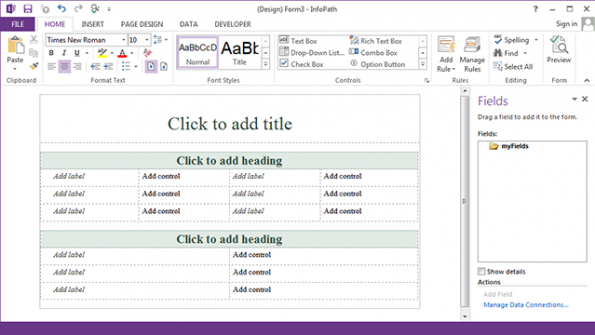 (Design) Form3 - InfoPath
FILE HOME INSERT PAGE DESIGN DATA DEVELOPER Sign in
Times New Roman 10
Paste
AaBbCcD AaBb
Normal Title
Text Box Rich Text Box
Drop-Down List... Combo Box
Check Box Option Button
Add Rule Manage Rules
Spelling
Find
Select All
Preview
Clipboard Format Text Font Styles Controls Rules Editing Form
Click to add title
Click to add heading
Add label Add control Add label Add control
Add label Add control Add label Add control
Add label Add control Add label Add control
Click to add heading
Add label Add control
Add label Add control
Add label Add control
Fields
Drag a field to add it to the form.
Fields:
myFields
Show details
Actions
Add Field
Manage Data Connections...